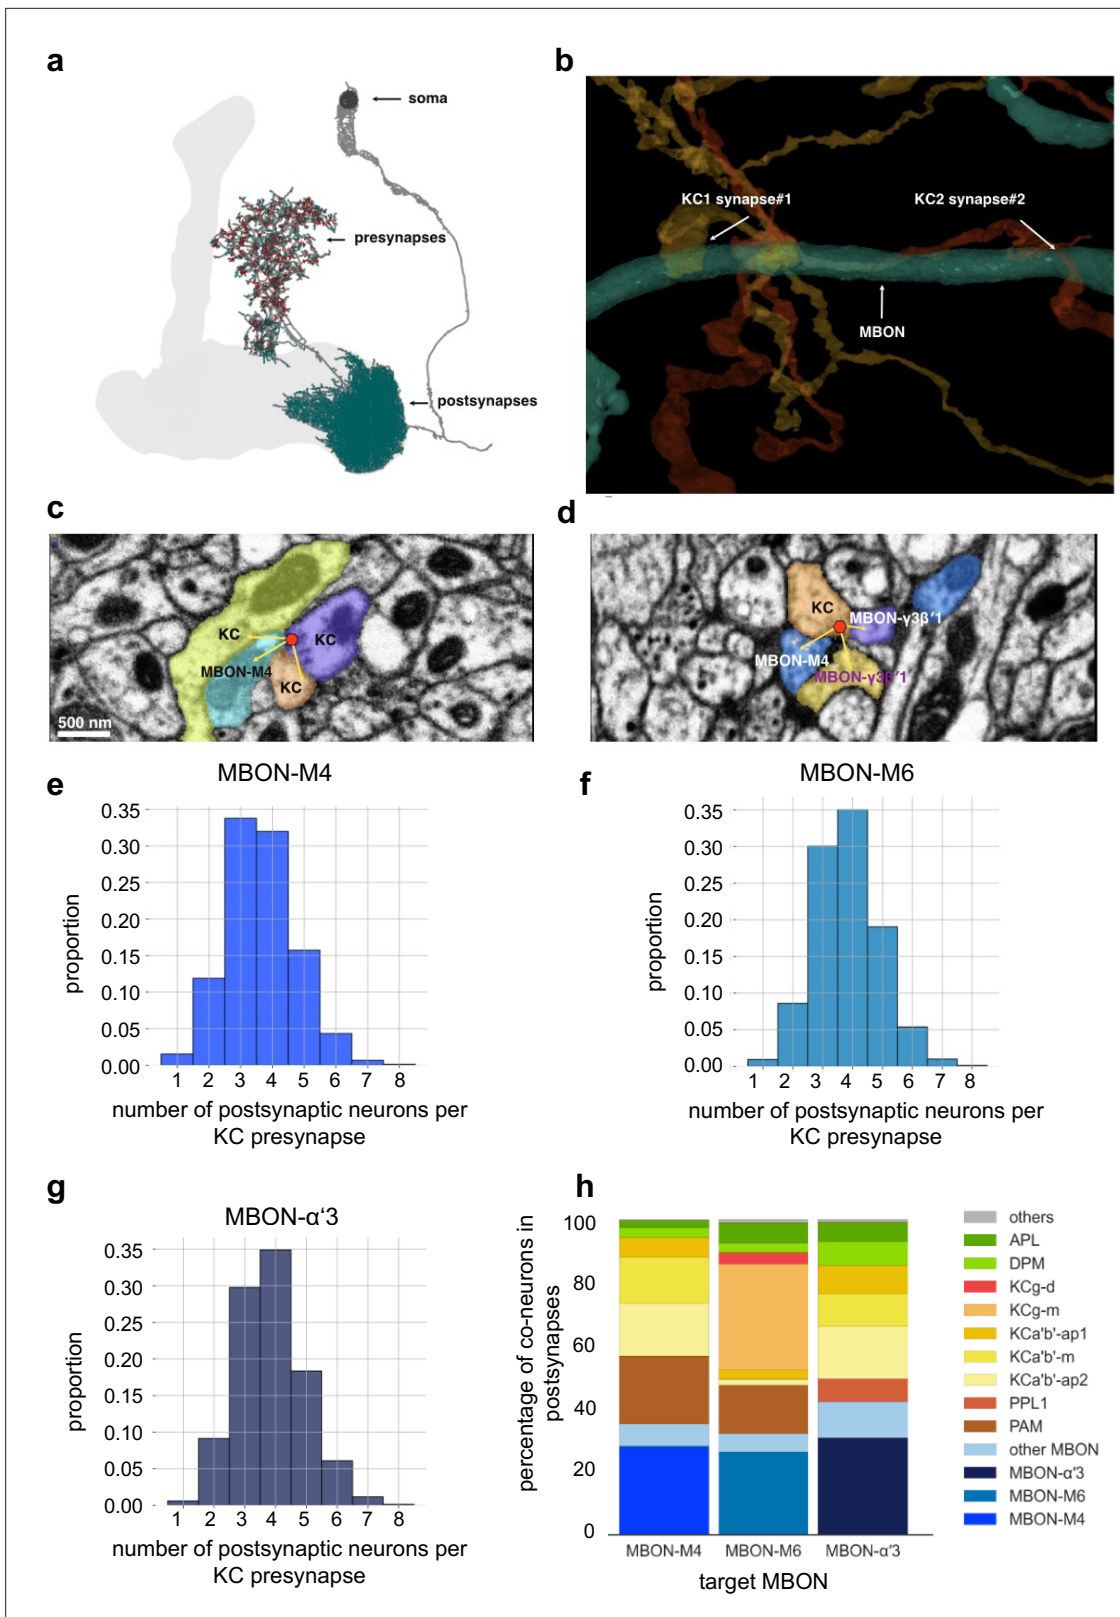 a
soma
presynapses
postsynapses
b
KC1 synapse#1
KC2 synapse#2
MBON
c
KC
KC
MBON-M4
KC
500 nm
d
KC
MBON-γ3β'1
MBON-M4
MBON-γ3β'1
e
MBON-M4
0.35
0.30
0.25
0.20
0.15
0.10
0.05
0.00
proportion
1 2 3 4 5 6 7 8
number of postsynaptic neurons per
KC presynapse
f
MBON-M6
0.35
0.30
0.25
0.20
0.15
0.10
0.05
0.00
proportion
1 2 3 4 5 6 7 8
number of postsynaptic neurons per
KC presynapse
g
MBON-α‘3
0.35
0.30
0.25
0.20
0.15
0.10
0.05
0.00
proportion
1 2 3 4 5 6 7 8
number of postsynaptic neurons per
KC presynapse
h
percentage of co-neurons in
postsynapses
100
80
60
40
20
0
MBON-M4 MBON-M6 MBON-α'3
target MBON
others
APL
DPM
KCg-d
KCg-m
KCa'b'-ap1
KCa'b'-m
KCa'b'-ap2
PPL1
PAM
other MBON
MBON-α'3
MBON-M6
MBON-M4